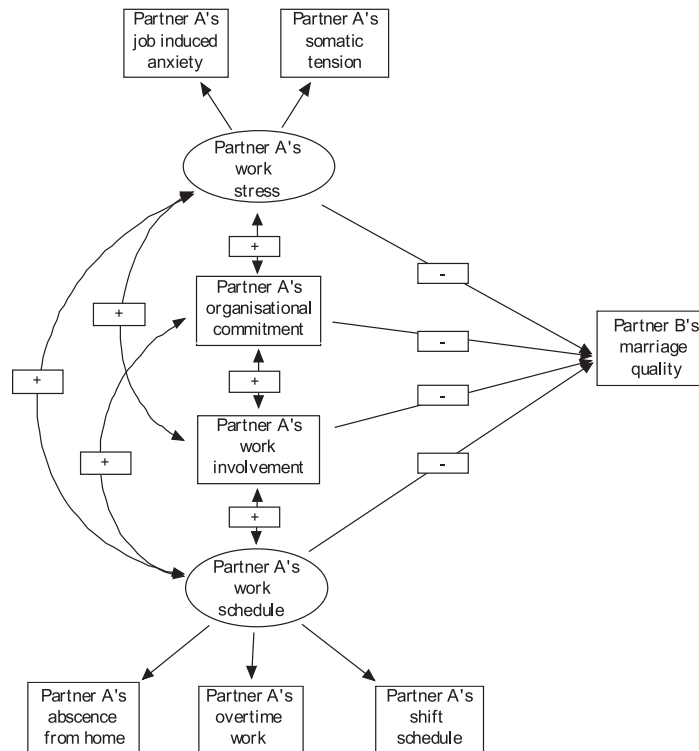 Partner A's
job induced
anxiety
Partner A's
somatic
tension
Partner A's
work
stress
+
-
Partner A's
organisational
commitment
+
-
Partner B's
marriage
quality
+
+
-
Partner A's
work
involvement
+
-
+
Partner A's
work
schedule
Partner A's
abscence
from home
Partner A's
overtime
work
Partner A's
shift
schedule